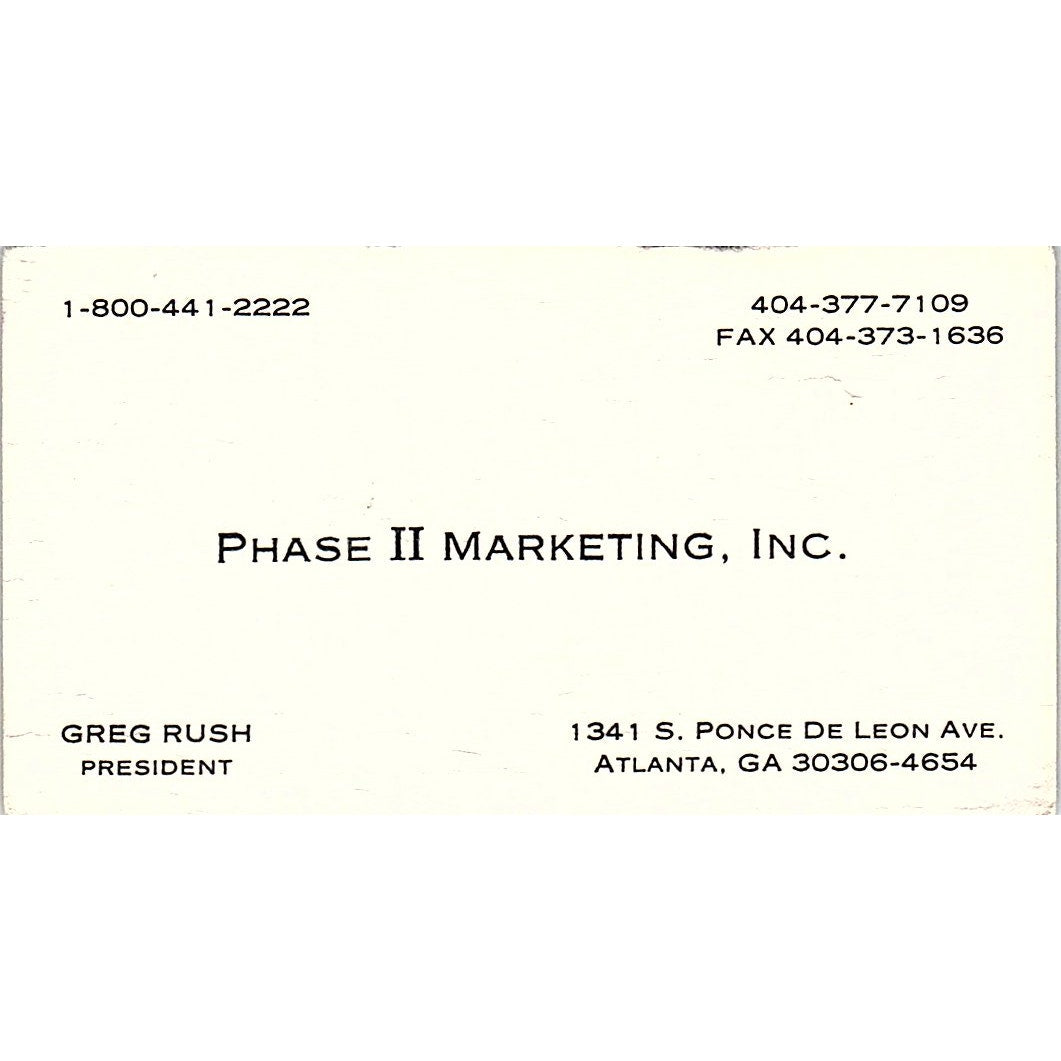 1-800-441-2222
404-377-7109
FAX 404-373-1636
PHASE II MARKETING, INC.
GREG RUSH
PRESIDENT
1341 S. PONCE DE LEON AVE.
ATLANTA, GA 30306-4654